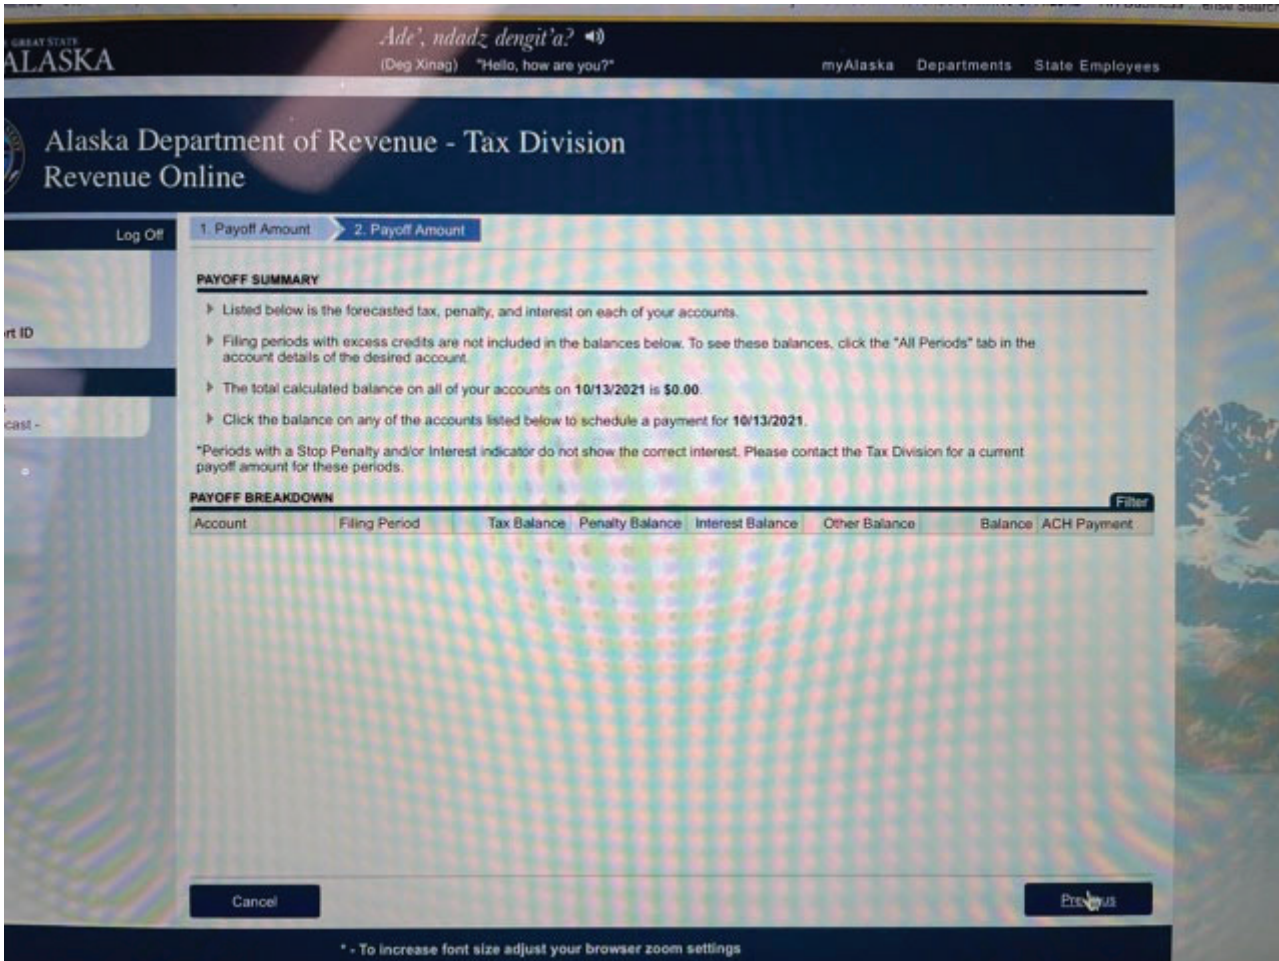 GREAT STATE
ALASKA
Ade', ndadz dengit'a?
(Deg Xinag) "Hello, how are you?"
myAlaska Departments State Employees
Alaska Department of Revenue - Tax Division
Revenue Online
Log Off
rt ID
cast -
1. Payoff Amount 2. Payoff Amount
PAYOFF SUMMARY
Listed below is the forecasted tax, penalty, and interest on each of your accounts.
Filing periods with excess credits are not included in the balances below. To see these balances, click the "All Periods" tab in the
account details of the desired account.
The total calculated balance on all of your accounts on 10/13/2021 is $0.00.
Click the balance on any of the accounts listed below to schedule a payment for 10/13/2021.
*Periods with a Stop Penalty and/or Interest indicator do not show the correct interest. Please contact the Tax Division for a current
payoff amount for these periods.
PAYOFF BREAKDOWN
Filter
Account Filing Period Tax Balance Penalty Balance Interest Balance Other Balance Balance ACH Payment
Cancel Previous
* - To increase font size adjust your browser zoom settings